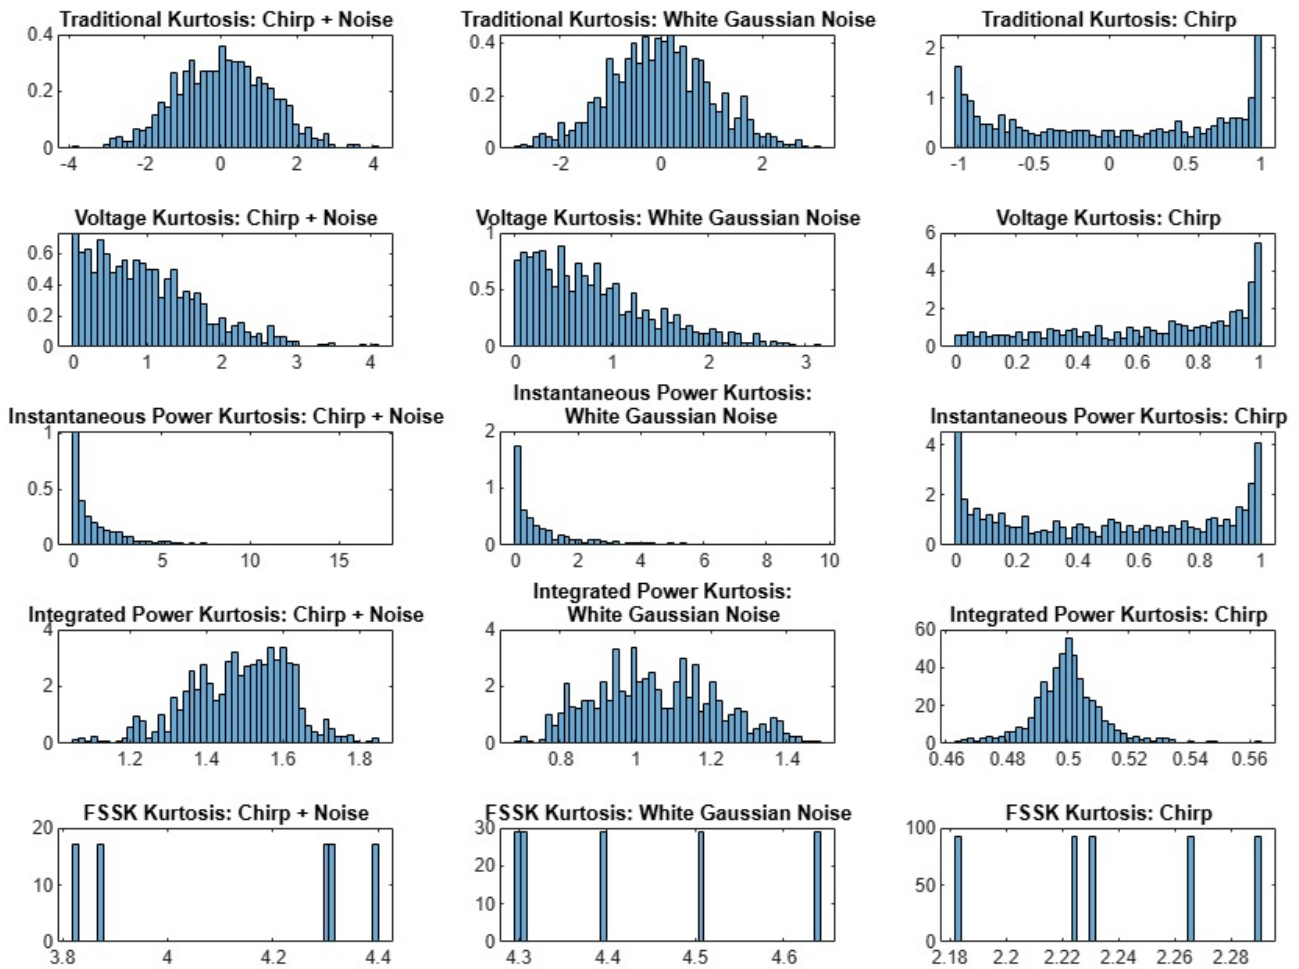 Traditional Kurtosis: Chirp + Noise
0.4
0.2
0
-4 -2 0 2 4
Traditional Kurtosis: White Gaussian Noise
0.4
0.2
0
-2 0 2
Traditional Kurtosis: Chirp
2
1
0
-1 -0.5 0 0.5 1
Voltage Kurtosis: Chirp + Noise
0.6
0.4
0.2
0
0 1 2 3 4
Voltage Kurtosis: White Gaussian Noise
1
0.5
0
0 1 2 3
Voltage Kurtosis: Chirp
6
4
2
0
0 0.2 0.4 0.6 0.8 1
Instantaneous Power Kurtosis: Chirp + Noise
1
0.5
0
0 5 10 15
Instantaneous Power Kurtosis:
White Gaussian Noise
2
1
0
0 2 4 6 8 10
Instantaneous Power Kurtosis: Chirp
4
2
0
0 0.2 0.4 0.6 0.8 1
Integrated Power Kurtosis: Chirp + Noise
4
2
0
1.2 1.4 1.6 1.8
Integrated Power Kurtosis:
White Gaussian Noise
4
2
0
0.8 1 1.2 1.4
Integrated Power Kurtosis: Chirp
60
40
20
0
0.46 0.48 0.5 0.52 0.54 0.56
FSSK Kurtosis: Chirp + Noise
20
10
0
3.8 4 4.2 4.4
FSSK Kurtosis: White Gaussian Noise
30
20
10
0
4.3 4.4 4.5 4.6
FSSK Kurtosis: Chirp
100
50
0
2.18 2.2 2.22 2.24 2.26 2.28